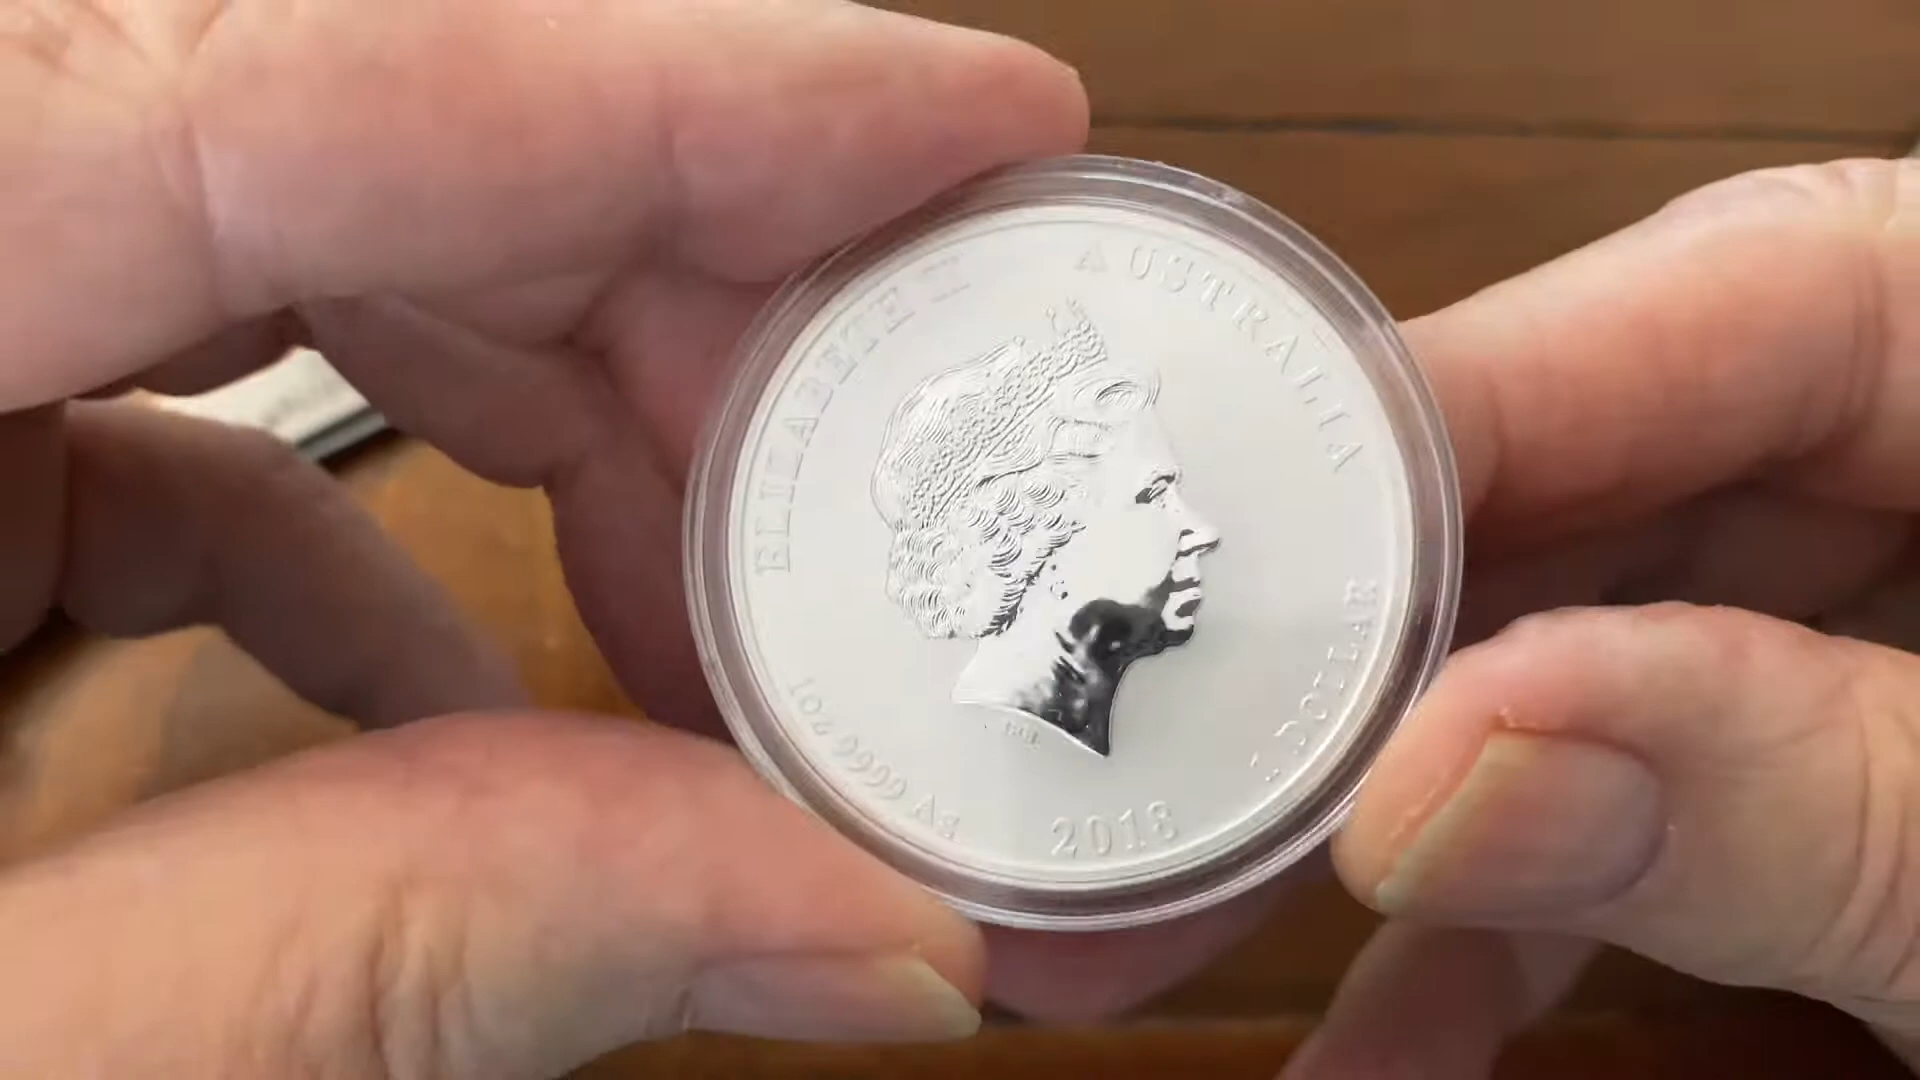 ELIZABETH II
AUSTRALIA
1 DOLLAR
2018
1oz 9999 Ag